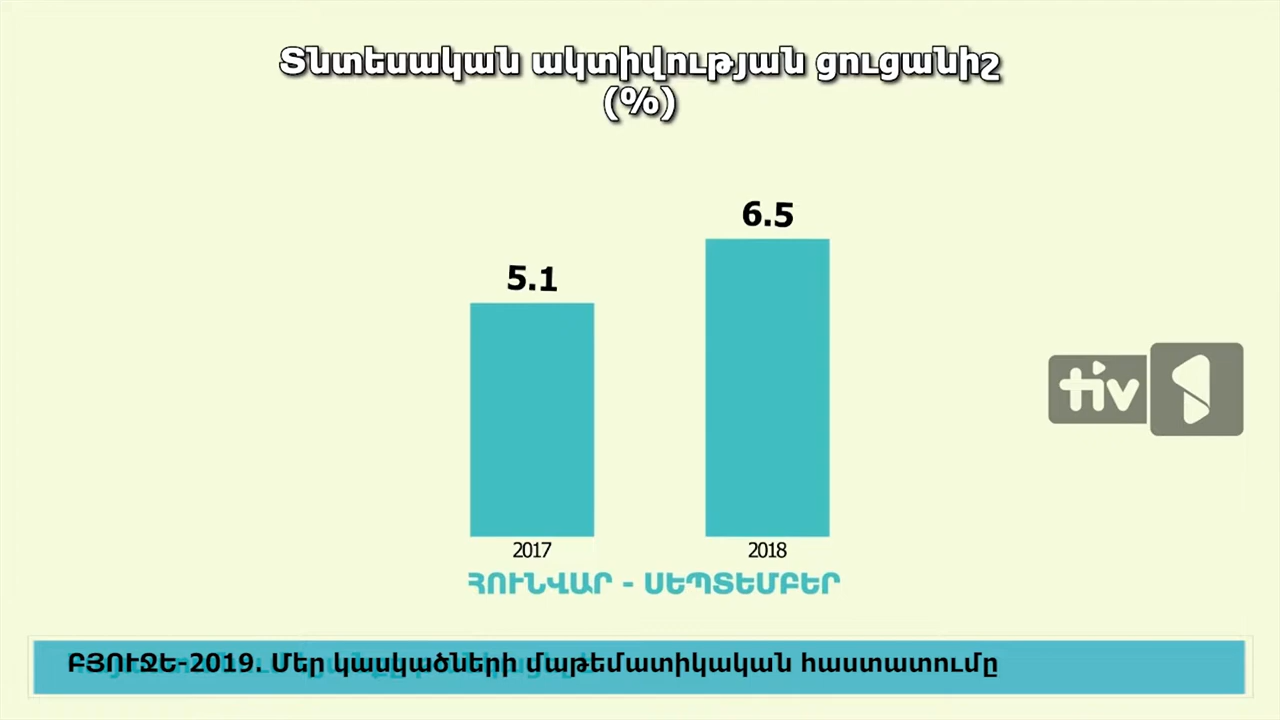 Տնտեսական ակտիվության ցուցանիշ
(%)
6.5
5.1
tiv 1
2017 2018
ՀՈՒՆՎԱՐ - ՍԵՊՏԵՄԲԵՐ
ԲՅՈՒՋԵ-2019. Մեր կասկածների մաթեմատիկական հաստատումը